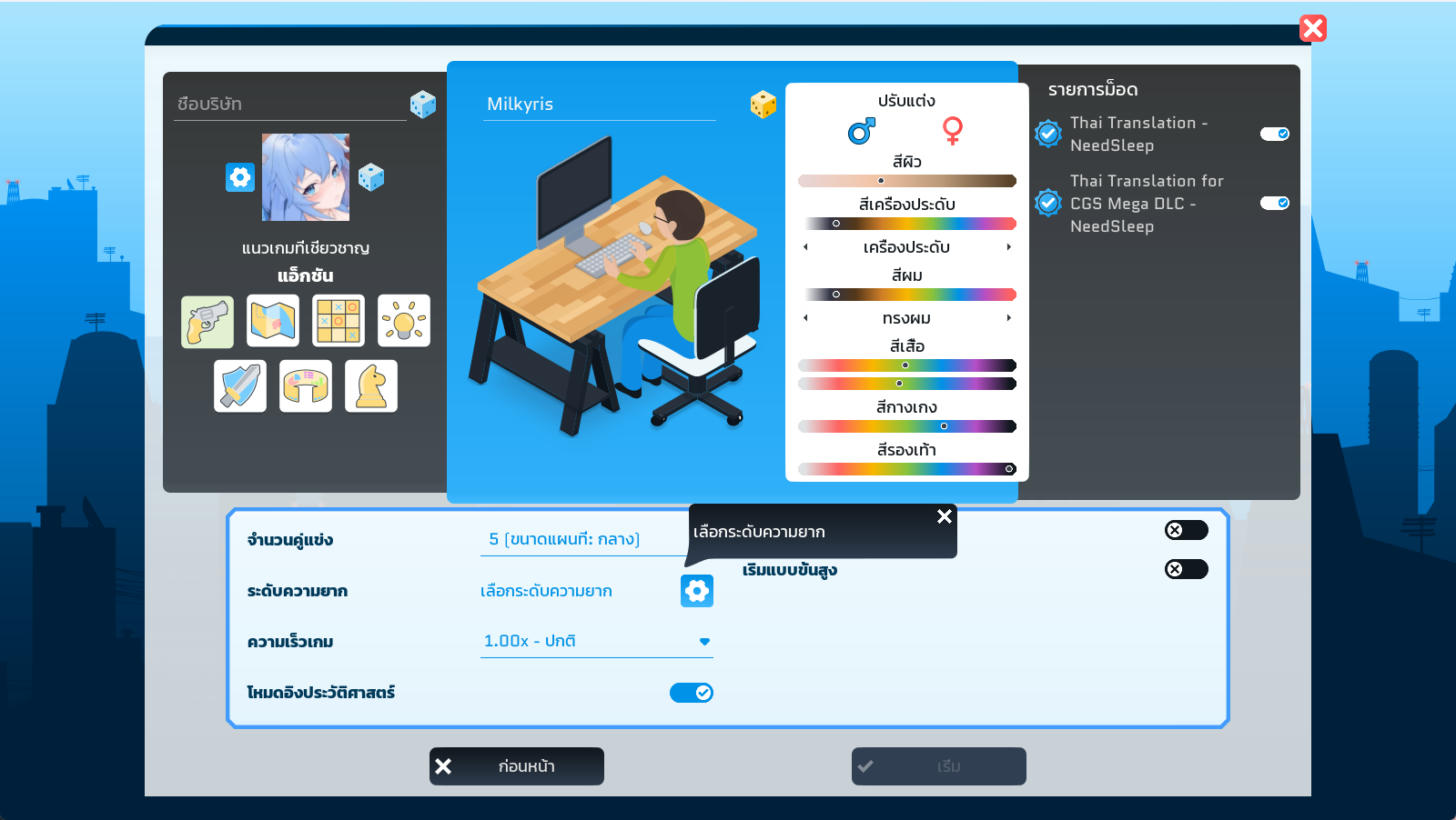 ชื่อบริษัท
แนวเกมที่เชี่ยวชาญ
แอ็กชัน
Milkyris
ปรับแต่ง
สีผิว
สีเครื่องประดับ
เครื่องประดับ
สีผม
ทรงผม
สีเสื้อ
สีกางเกง
สีรองเท้า
รายการม็อด
Thai Translation -
NeedSleep
Thai Translation for
CGS Mega DLC -
NeedSleep
จำนวนคู่แข่ง
5 (ขนาดแผนที่: กลาง)
เลือกระดับความยาก
เริ่มแบบขั้นสูง
ระดับความยาก
เลือกระดับความยาก
ความเร็วเกม
1.00x - ปกติ
โหมดอิงประวัติศาสตร์
ก่อนหน้า
เริ่ม